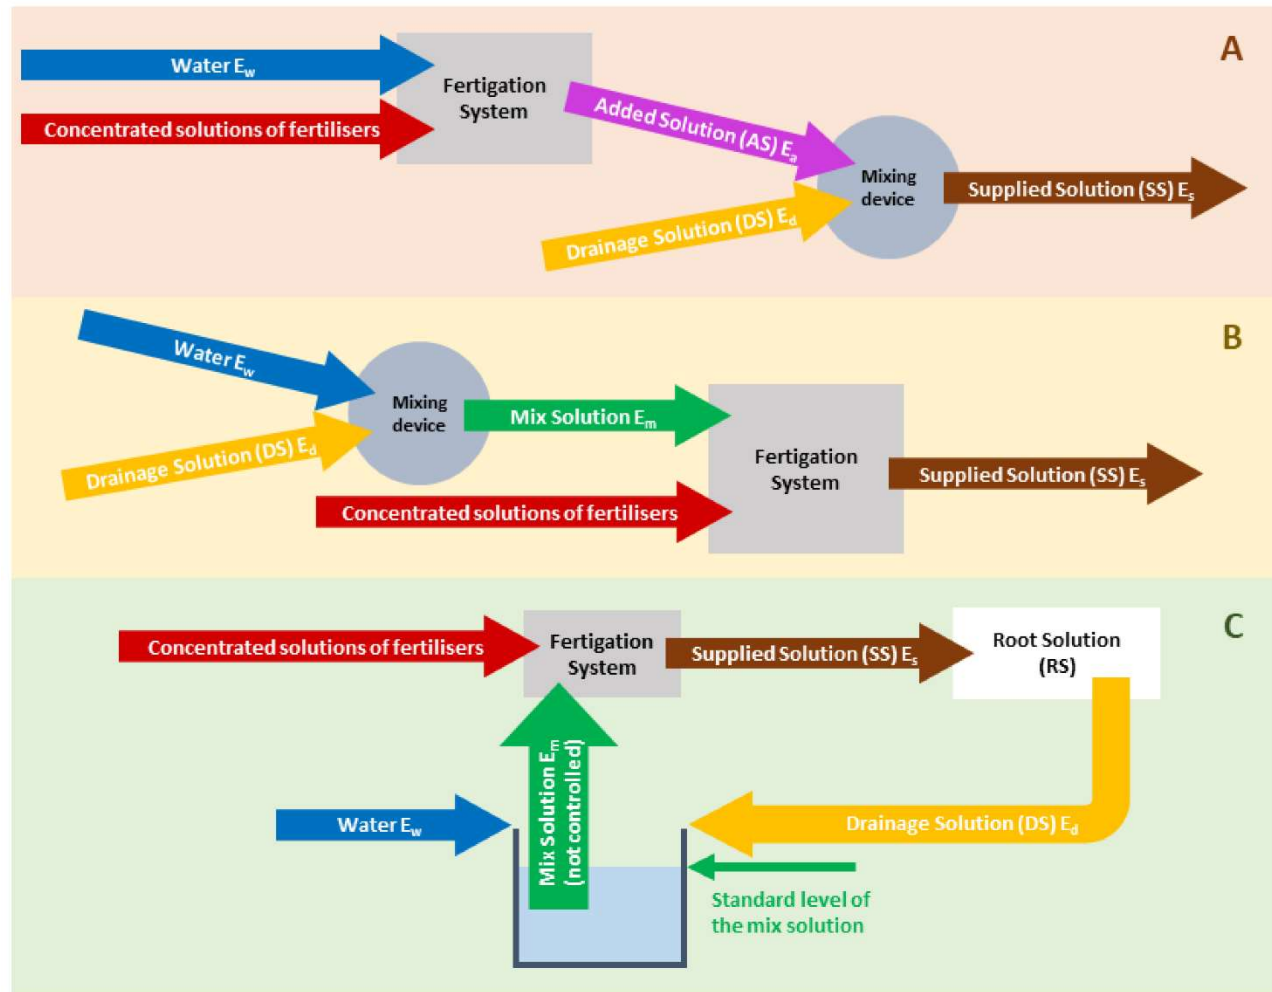 A
Water Ew
Concentrated solutions of fertilisers
Fertigation
System
Added Solution (AS) Ea
Drainage Solution (DS) Ed
Mixing
device
Supplied Solution (SS) Es
B
Water Ew
Drainage Solution (DS) Ed
Mixing
device
Mix Solution Em
Concentrated solutions of fertilisers
Fertigation
System
Supplied Solution (SS) Es
C
Concentrated solutions of fertilisers
Fertigation
System
Supplied Solution (SS) Es
Root Solution
(RS)
Mix Solution Em
(not controlled)
Water Ew
Drainage Solution (DS) Ed
Standard level of
the mix solution